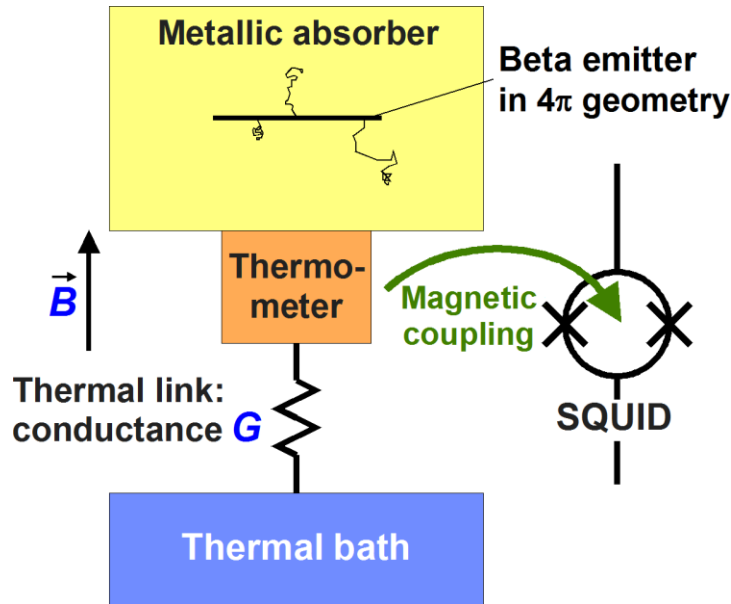 Metallic absorber
Beta emitter
in 4π geometry
Thermo-
meter
B
Magnetic
coupling
Thermal link:
conductance G
SQUID
Thermal bath